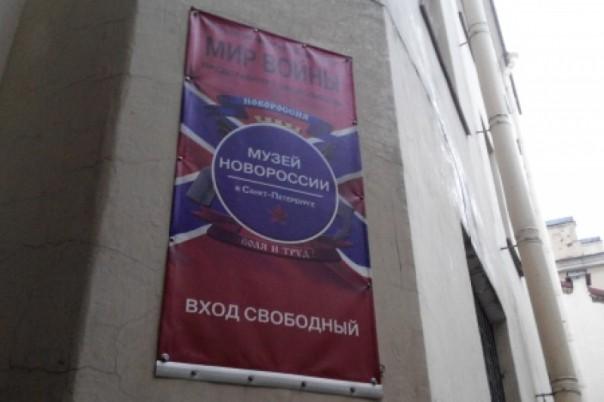 МИР ВОЙНЫ
НОВОРОССИЯ
МУЗЕЙ
НОВОРОССИИ
в Санкт-Петербурге
ВОЛЯ И ТРУД
ВХОД СВОБОДНЫЙ